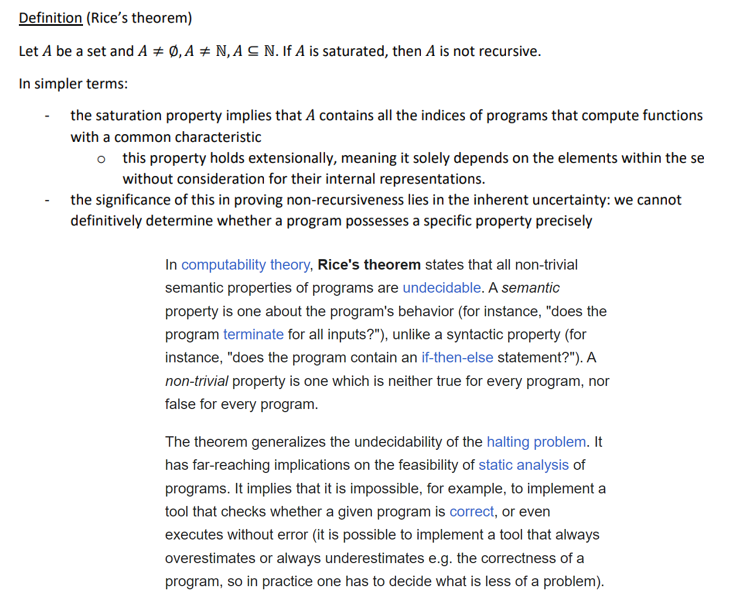 Definition (Rice's theorem)
Let A be a set and A ≠ ∅, A ≠ ℕ, A ⊆ ℕ. If A is saturated, then A is not recursive.
In simpler terms:
- the saturation property implies that A contains all the indices of programs that compute functions
with a common characteristic
o this property holds extensionally, meaning it solely depends on the elements within the se
without consideration for their internal representations.
- the significance of this in proving non-recursiveness lies in the inherent uncertainty: we cannot
definitively determine whether a program possesses a specific property precisely
In computability theory, Rice's theorem states that all non-trivial
semantic properties of programs are undecidable. A semantic
property is one about the program's behavior (for instance, "does the
program terminate for all inputs?"), unlike a syntactic property (for
instance, "does the program contain an if-then-else statement?"). A
non-trivial property is one which is neither true for every program, nor
false for every program.
The theorem generalizes the undecidability of the halting problem. It
has far-reaching implications on the feasibility of static analysis of
programs. It implies that it is impossible, for example, to implement a
tool that checks whether a given program is correct, or even
executes without error (it is possible to implement a tool that always
overestimates or always underestimates e.g. the correctness of a
program, so in practice one has to decide what is less of a problem).